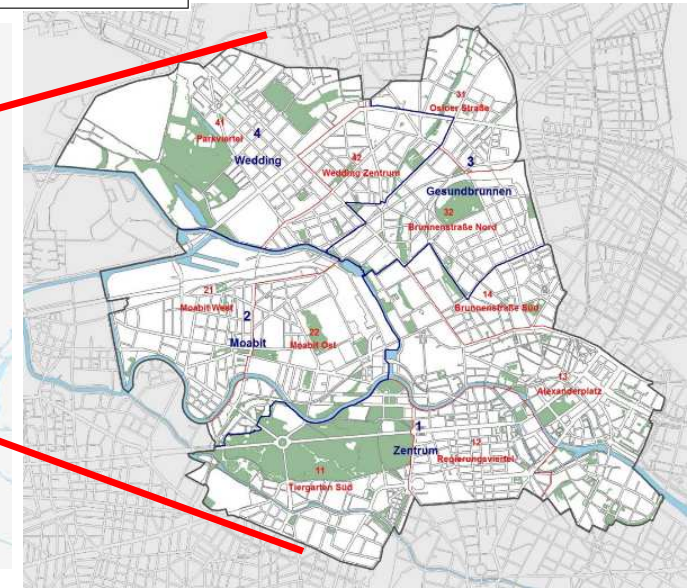 31
Osloer Straße
41
Parkviertel
4
Wedding
42
Wedding Zentrum
3
Gesundbrunnen
32
Brunnenstraße Nord
21
Moabit West
2
Moabit
22
Moabit Ost
14
Brunnenstraße Süd
13
Alexanderplatz
1
Zentrum
12
Regierungsviertel
11
Tiergarten Süd